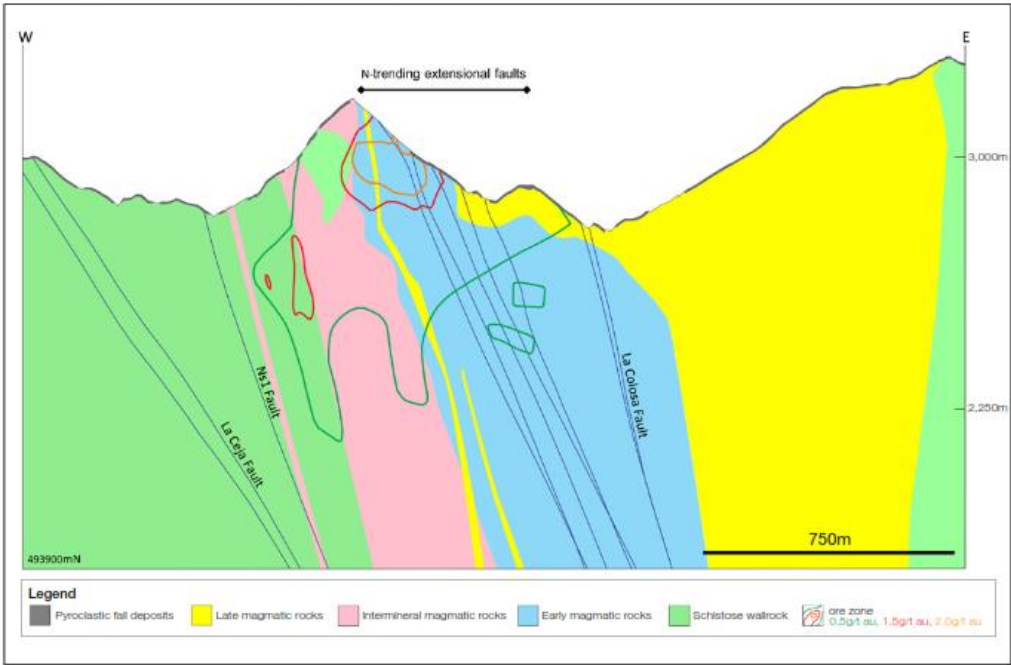 W
E
N-trending extensional faults
3,000m
Ns1 Fault
La Ceja Fault
La Colosa Fault
2,250m
750m
493900mN
Legend
Pyroclastic fall deposits
Late magmatic rocks
Intermineral magmatic rocks
Early magmatic rocks
Schistose wallrock
ore zone
0.5g/t au, 1.5g/t au, 2.0g/t au